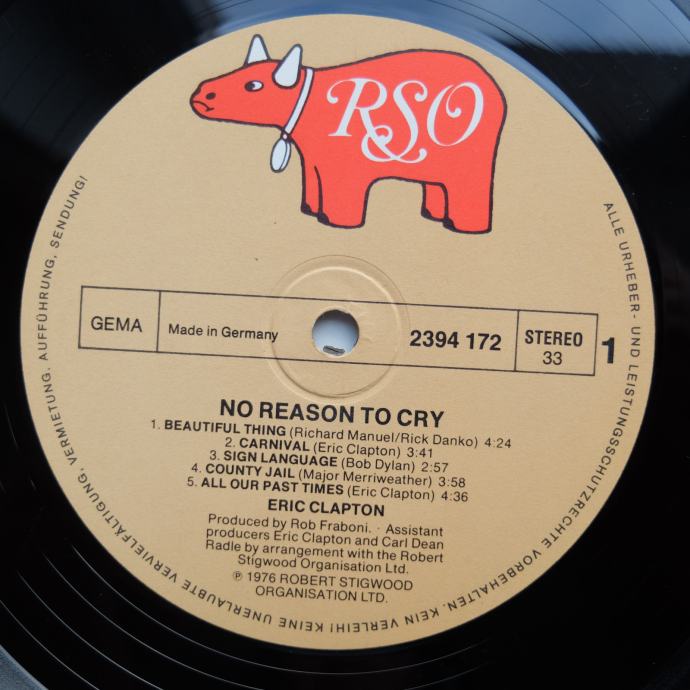 RSO
GEMA
Made in Germany
2394 172
STEREO
33
1
NO REASON TO CRY
1. BEAUTIFUL THING (Richard Manuel/Rick Danko) 4:24
2. CARNIVAL (Eric Clapton) 3:41
3. SIGN LANGUAGE (Bob Dylan) 2:57
4. COUNTY JAIL (Major Merriweather) 3:58
5. ALL OUR PAST TIMES (Eric Clapton) 4:36
ERIC CLAPTON
Produced by Rob Fraboni. · Assistant
producers Eric Clapton and Carl Dean
Radle by arrangement with the Robert
Stigwood Organisation Ltd.
℗ 1976 ROBERT STIGWOOD
ORGANISATION LTD.
ALLE URHEBER- UND LEISTUNGSSCHUTZRECHTE VORBEHALTEN. KEIN VERLEIH! KEINE UNERLAUBTE VERVIELFÄLTIGUNG, VERMIETUNG, AUFFÜHRUNG, SENDUNG!